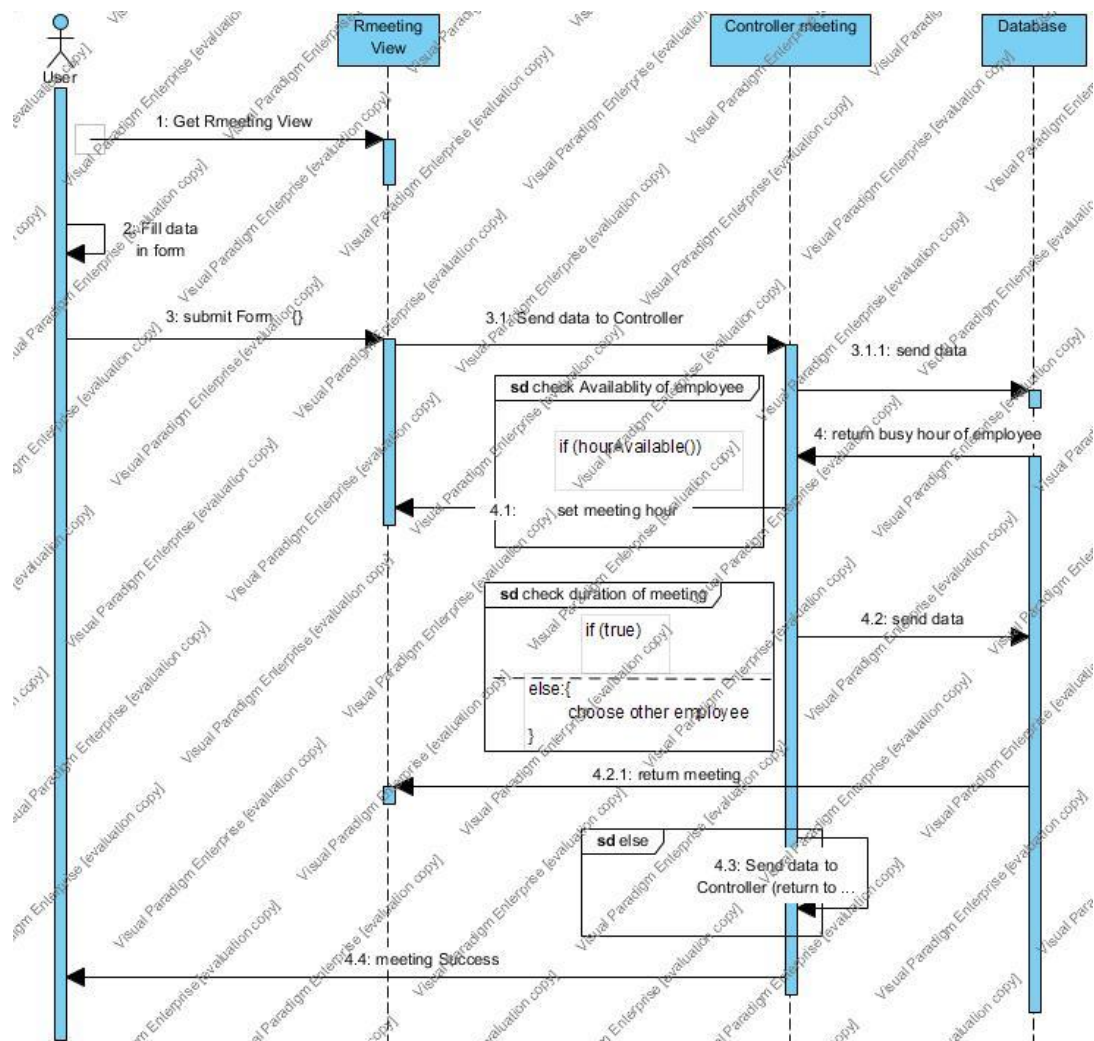 Rmeeting
View
Controller meeting
Database
User
1: Get Rmeeting View
2: Fill data
in form
3: submit Form {}
3.1: Send data to Controller
3.1.1: send data
sd check Availablity of employee
if (hourAvailable())
4: return busy hour of employee
4.1: set meeting hour
sd check duration of meeting
if (true)
4.2: send data
else:{
choose other employee
}
4.2.1: return meeting
sd else
4.3: Send data to
Controller (return to ...
4.4: meeting Success
Visual Paradigm Enterprise [evaluation copy]